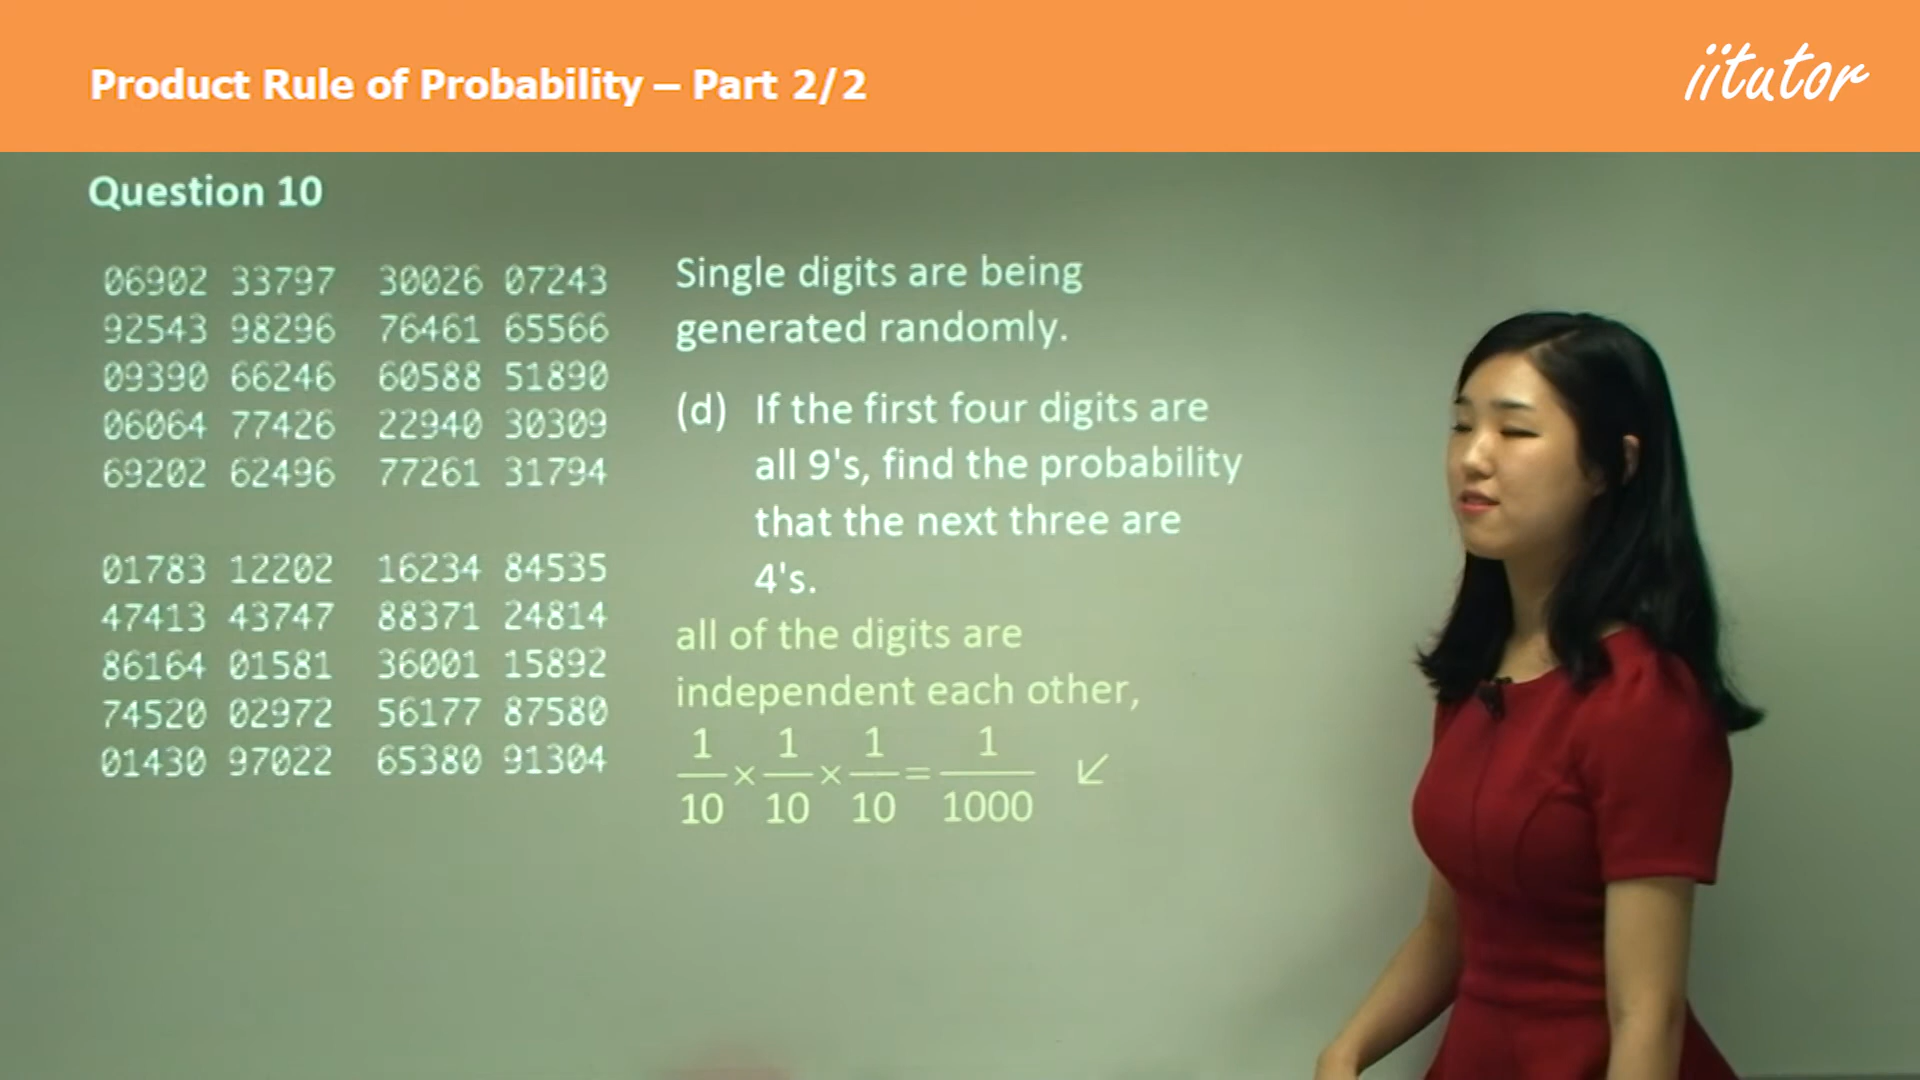 Product Rule of Probability – Part 2/2
iitutor
Question 10
06902 33797 30026 07243
92543 98296 76461 65566
09390 66246 60588 51890
06064 77426 22940 30309
69202 62496 77261 31794
01783 12202 16234 84535
47413 43747 88371 24814
86164 01581 36001 15892
74520 02972 56177 87580
01430 97022 65380 91304
Single digits are being
generated randomly.
(d) If the first four digits are
all 9's, find the probability
that the next three are
4's.
all of the digits are
independent each other,
1/10 × 1/10 × 1/10 = 1/1000 ↙